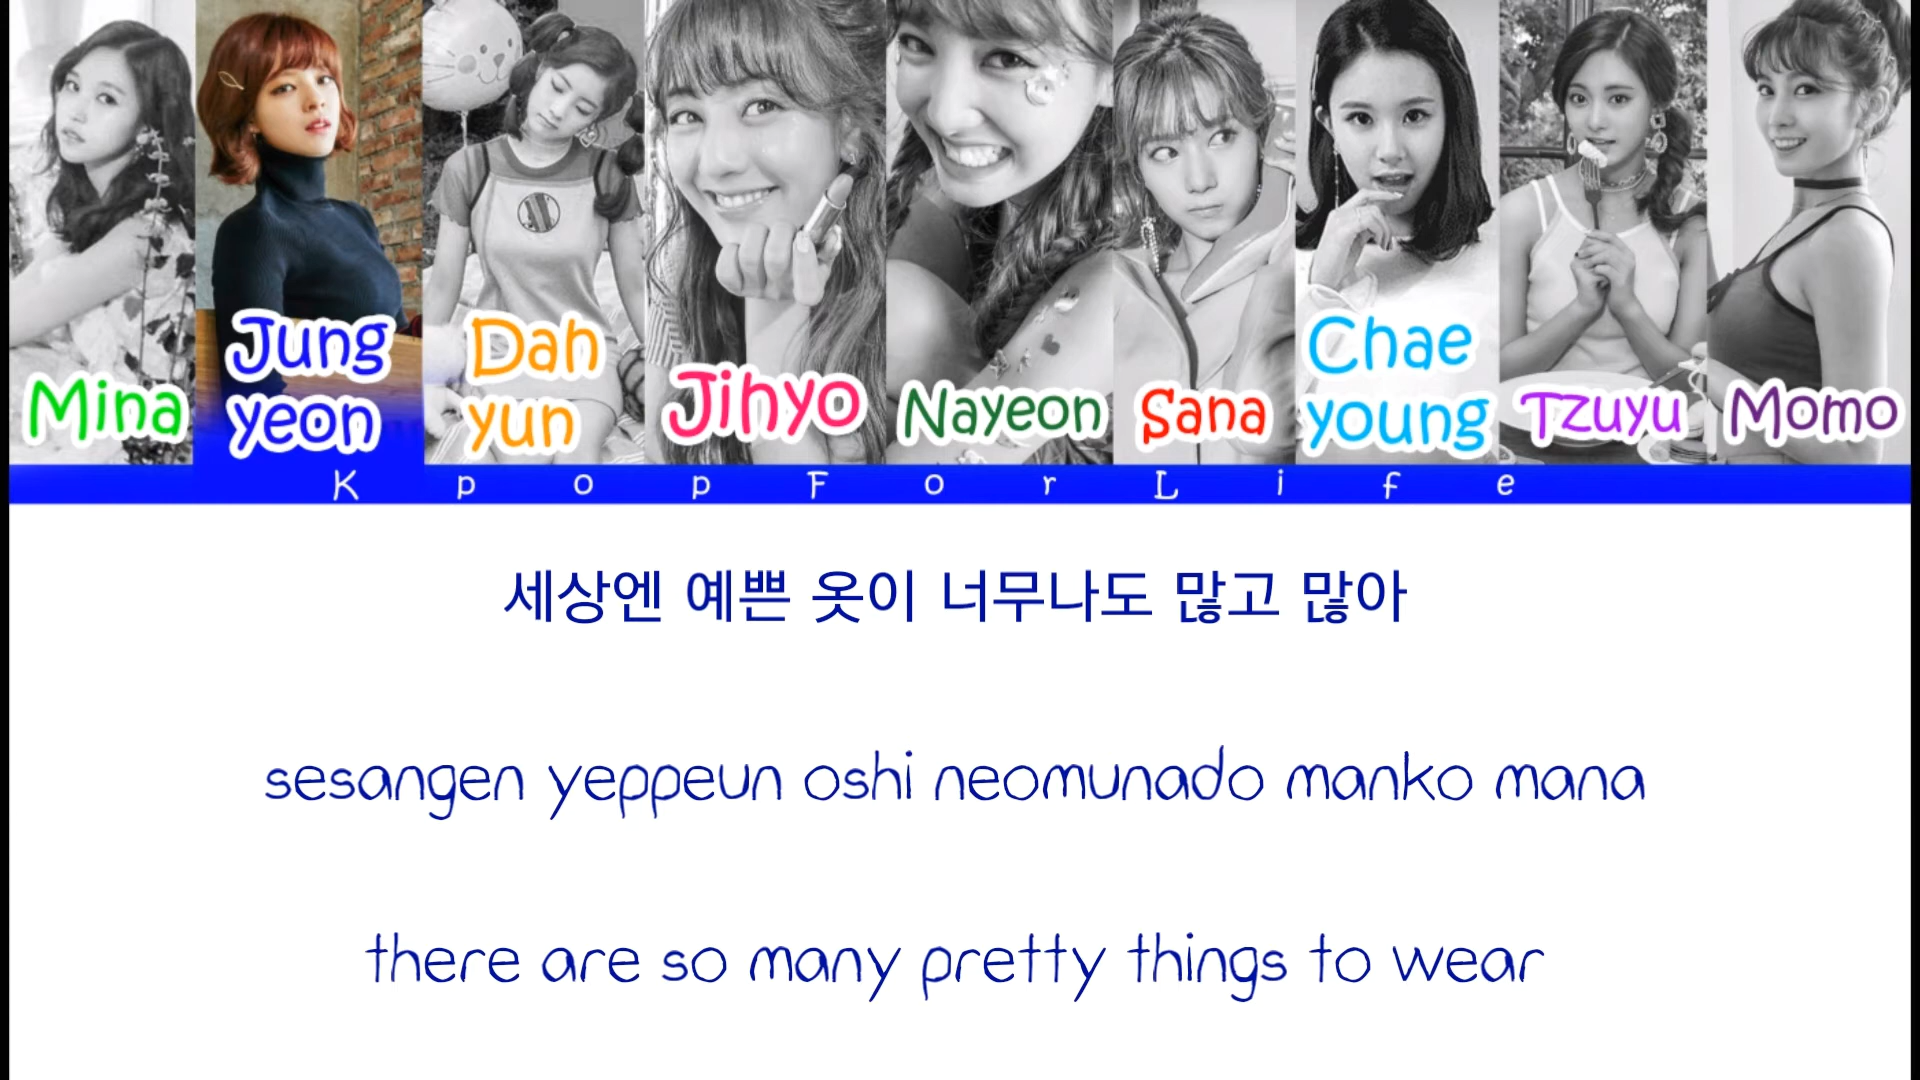 Mina
Jung
yeon
Dah
yun
Jihyo
Nayeon
Sana
Chae
young
Tzuyu
Momo
K p o p F o r L i f e
세상엔 예쁜 옷이 너무나도 많고 많아
sesangen yeppeun oshi neomunado manko mana
there are so many pretty things to wear